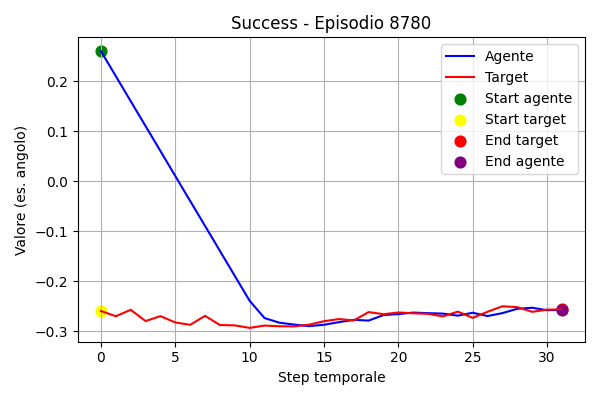 Success - Episodio 8780
Agente
Target
Start agente
Start target
End target
End agente
Valore (es. angolo)
0.2
0.1
0.0
−0.1
−0.2
−0.3
0 5 10 15 20 25 30
Step temporale